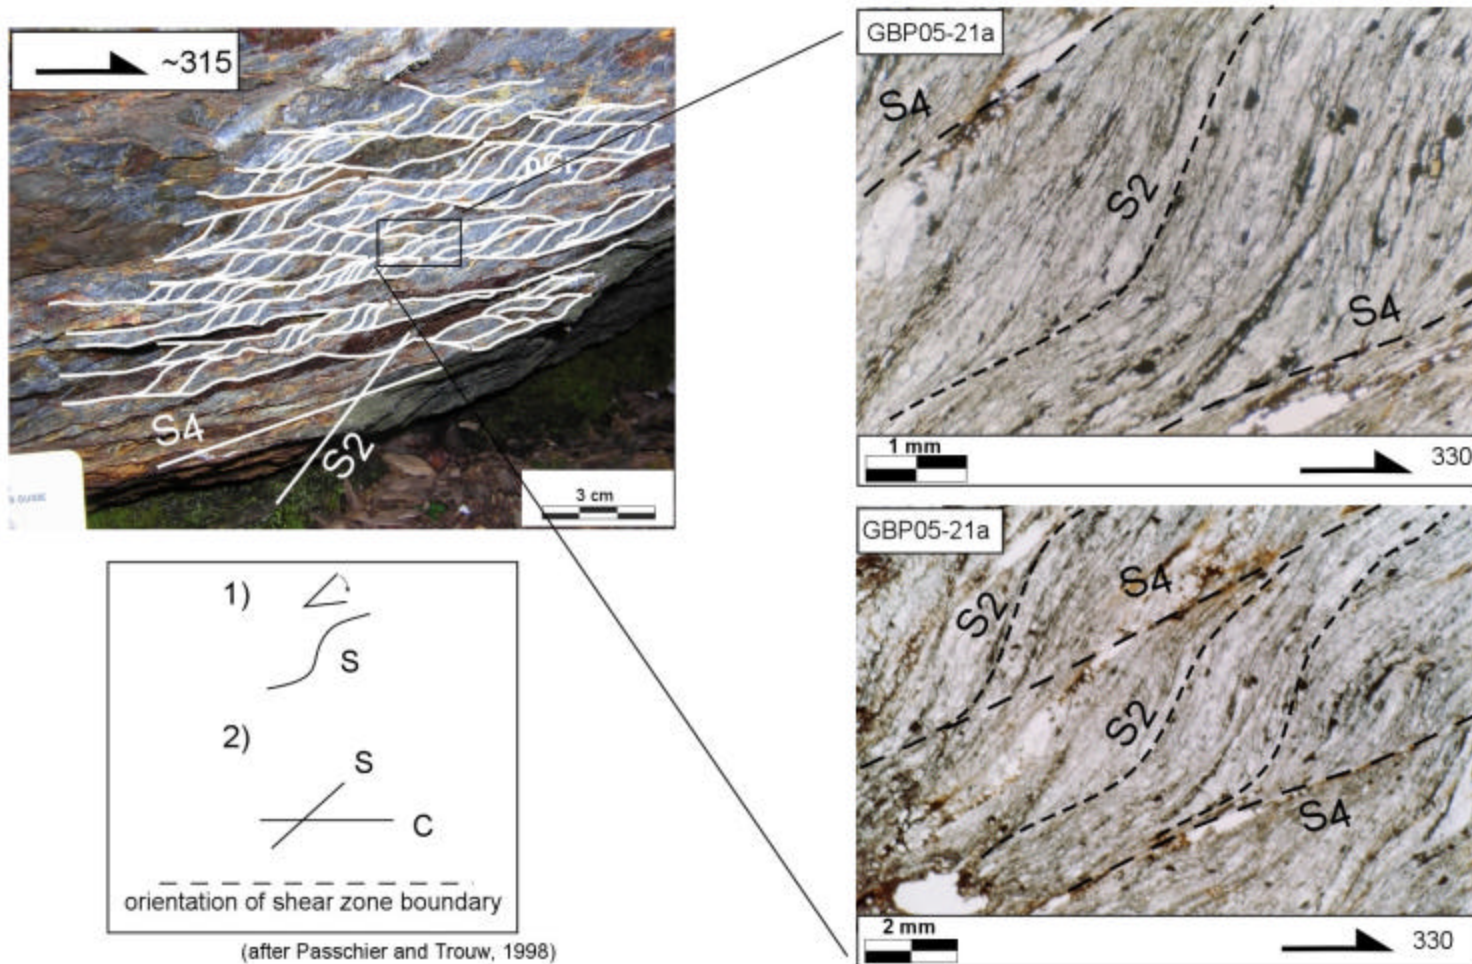 ~315
S4
S2
3 cm
1)
S
2)
S
C
orientation of shear zone boundary
(after Passchier and Trouw, 1998)
GBP05-21a
S4
S2
S4
1 mm
330
GBP05-21a
S2
S4
S2
S4
2 mm
330